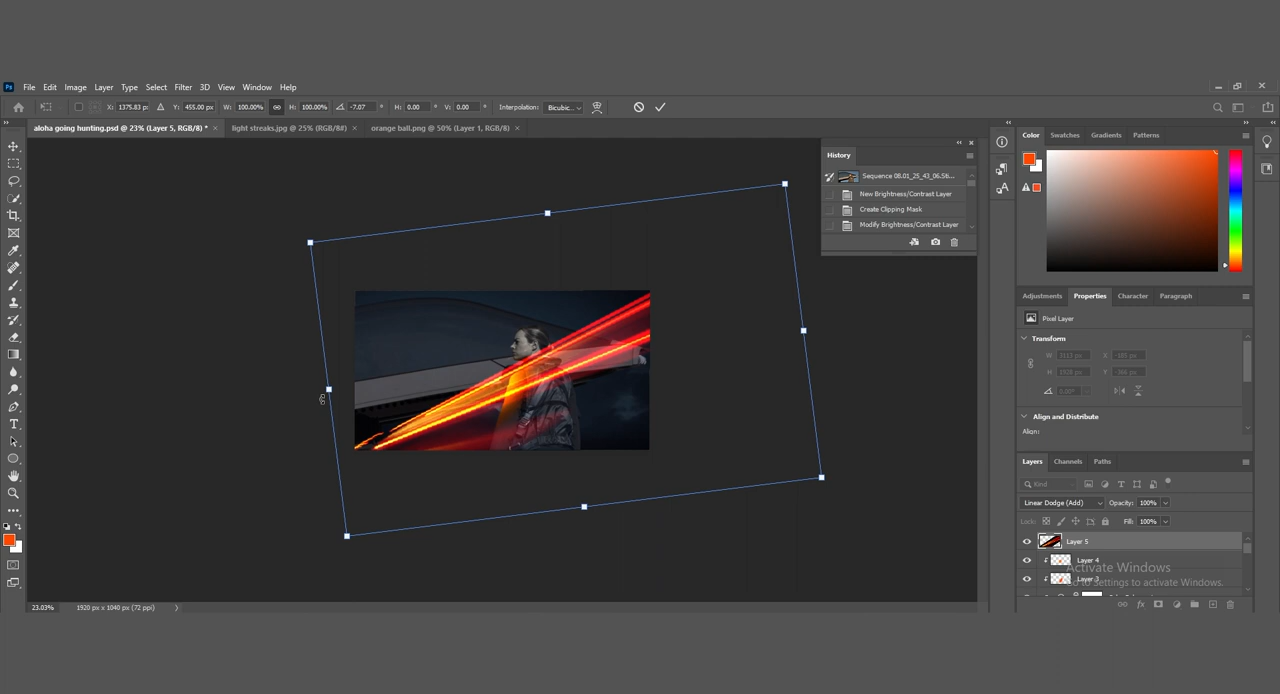 Ps File Edit Image Layer Type Select Filter 3D View Window Help
X: 1375.83 p: Y: 455.00 px W: 100.00% H: 100.00% -7.07 ° H: 0.00 ° V: 0.00 ° Interpolation: Bicubic...
aloha going hunting.psd @ 23% (Layer 5, RGB/8) * × light streaks.jpg @ 25% (RGB/8#) × orange ball.png @ 50% (Layer 1, RGB/8) ×
History
Sequence 08.01_25_43_06.Sti...
New Brightness/Contrast Layer
Create Clipping Mask
Modify Brightness/Contrast Layer
Color Swatches Gradients Patterns
Adjustments Properties Character Paragraph
Pixel Layer
Transform
W 3113 px X -185 px
H 1928 px Y -366 px
0.00°
Align and Distribute
Align:
Layers Channels Paths
Kind
Linear Dodge (Add) Opacity: 100%
Lock: Fill: 100%
Layer 5
Layer 4
Activate Windows
Layer 3
Go to Settings to activate Windows.
23.03% 1920 px x 1040 px (72 ppi)